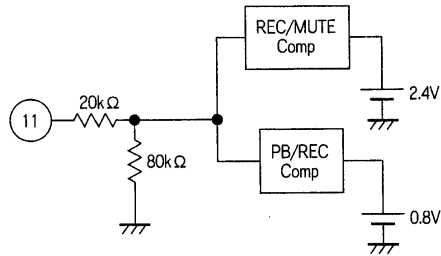 REC/MUTE
Comp
20kΩ
2.4V
11
80kΩ
PB/REC
Comp
0.8V